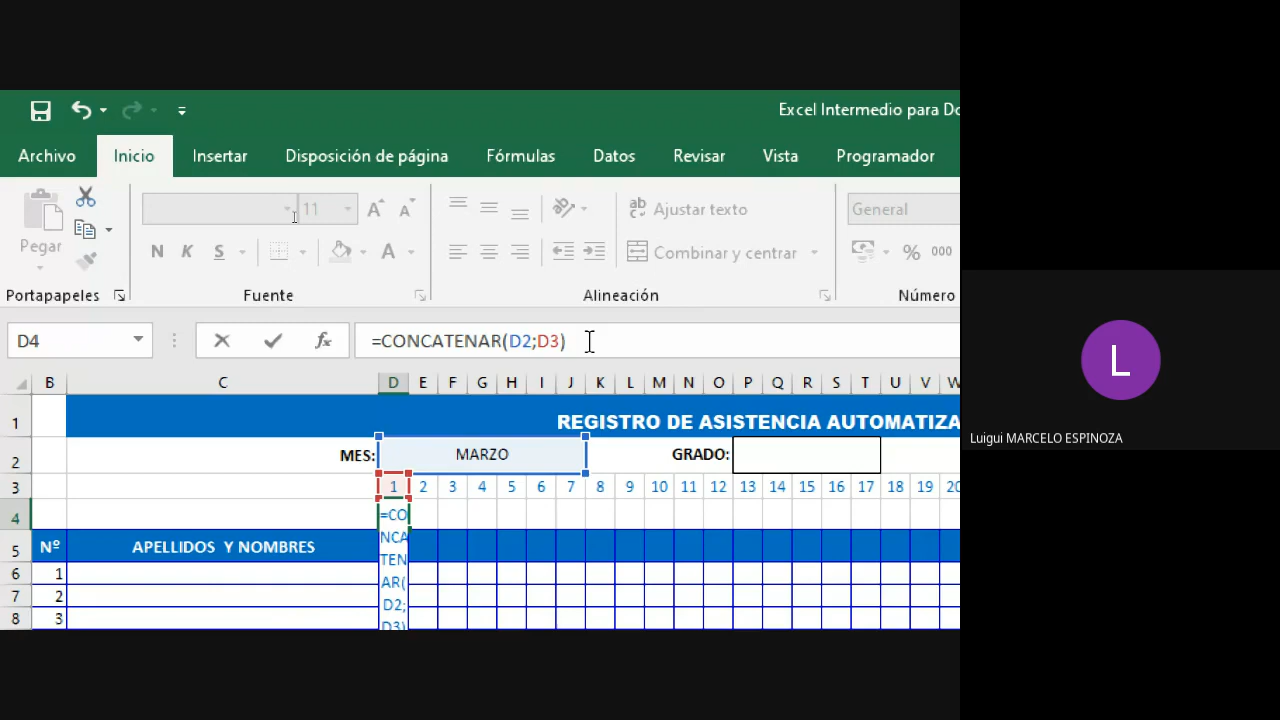 Excel Intermedio para Do
Archivo Inicio Insertar Disposición de página Fórmulas Datos Revisar Vista Programador
11 A A ab Ajustar texto General
Pegar N K S A Combinar y centrar % 000
Portapapeles Fuente Alineación Número
D4 fx =CONCATENAR(D2;D3)
B C D E F G H I J K L M N O P Q R S T U V W
1 REGISTRO DE ASISTENCIA AUTOMATIZA
2 MES: MARZO GRADO:
3 1 2 3 4 5 6 7 8 9 10 11 12 13 14 15 16 17 18 19 20
4 =CO
NCA
5 Nº APELLIDOS Y NOMBRES
TEN
6 1
AR(
7 2 D2;
8 3 D3)
L
Luigui MARCELO ESPINOZA